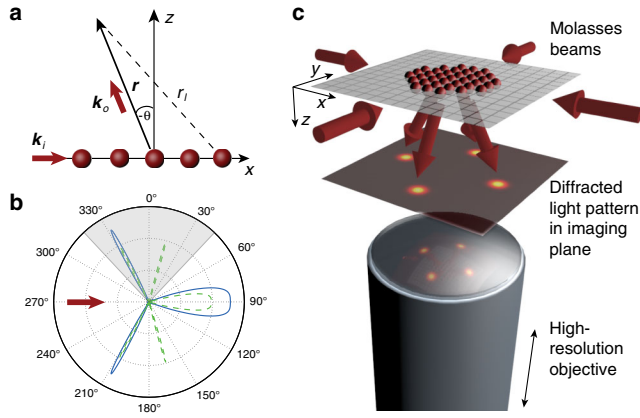 a
z
r
r_l
k_o
-θ
k_i
x
b
0°
330°
30°
300°
60°
270°
90°
240°
120°
210°
150°
180°
c
Molasses
beams
y
x
z
Diffracted
light pattern
in imaging
plane
High-
resolution
objective